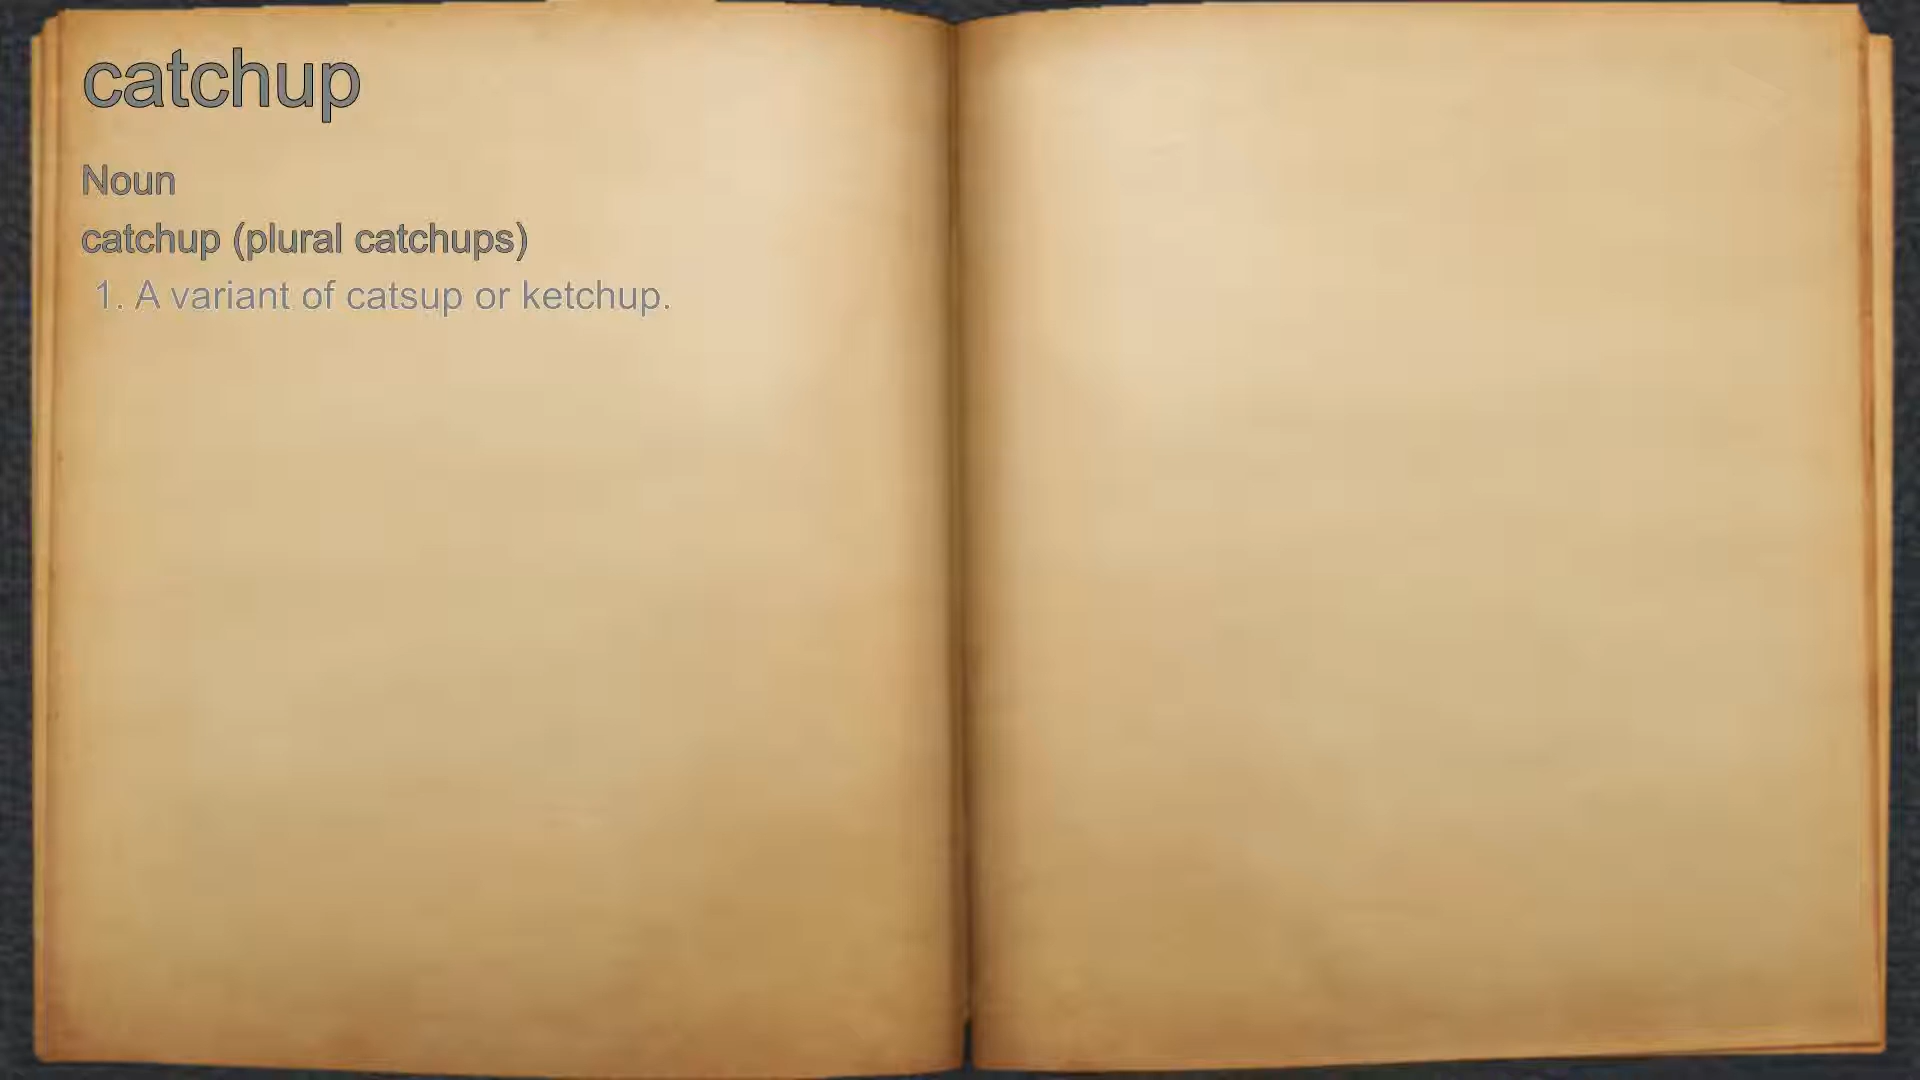 catchup
Noun
catchup (plural catchups)
1. A variant of catsup or ketchup.